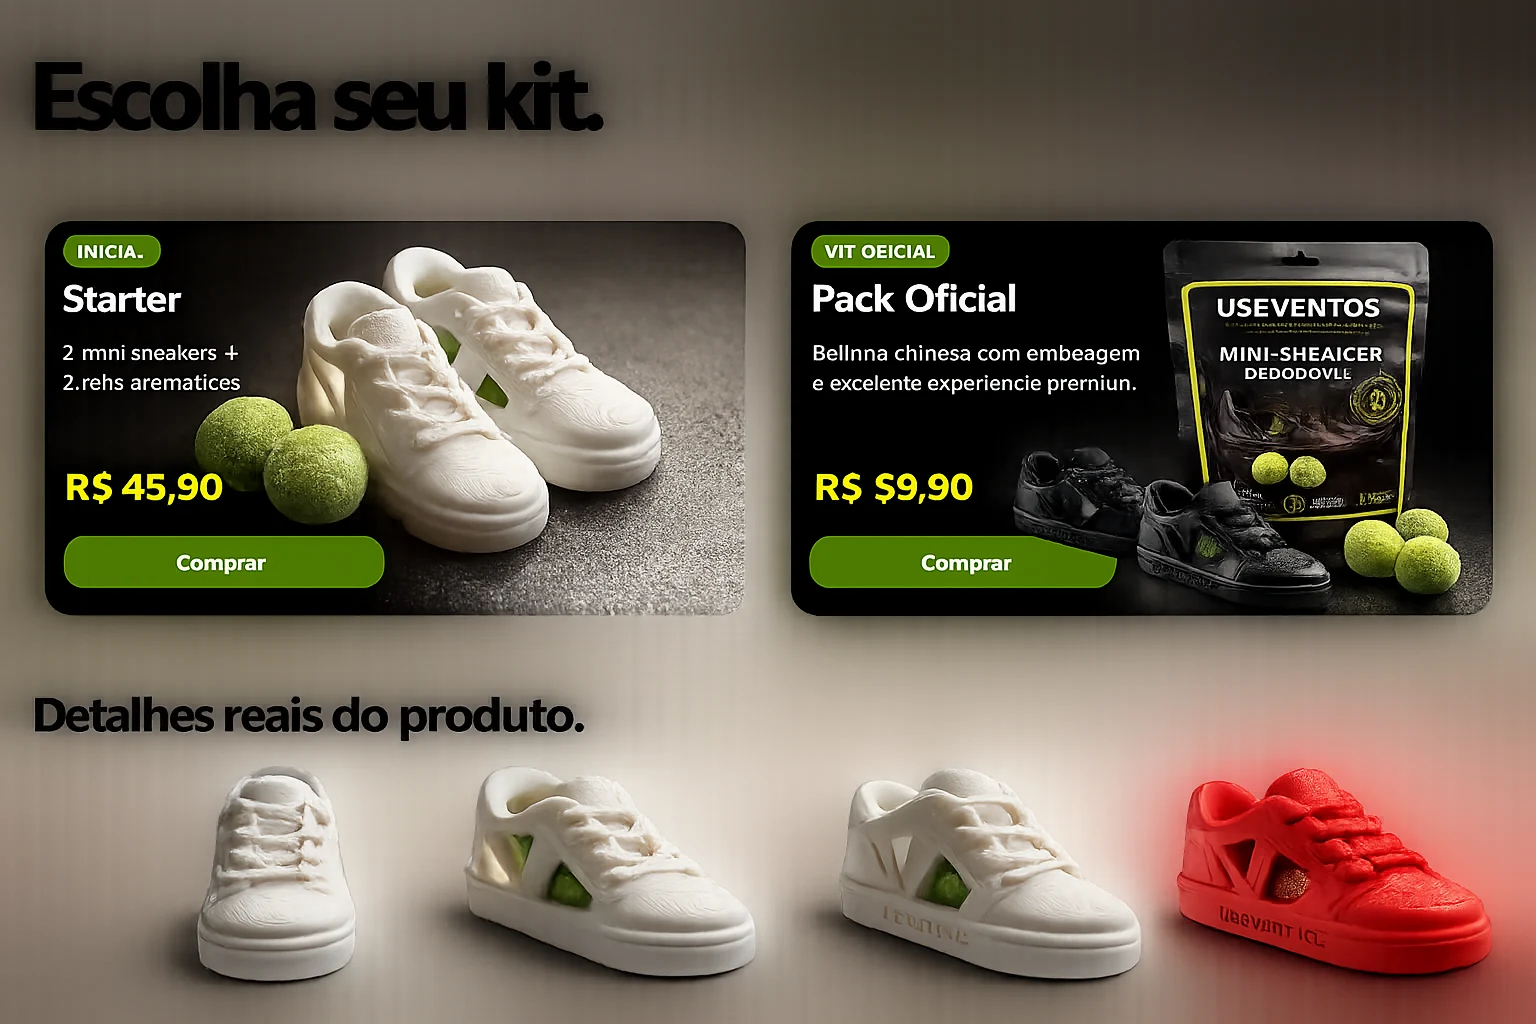 Escolha seu kit.
INICIA.
Starter
2 mni sneakers +
2.rehs arematices
R$ 45,90
Comprar
VIT OEICIAL
Pack Oficial
Bellnna chinesa com embeagem
e excelente experiencie prerniun.
R$ $9,90
Comprar
USEVENTOS
MINI-SHEAICER
DEDODOVLE
Detalhes reais do produto.